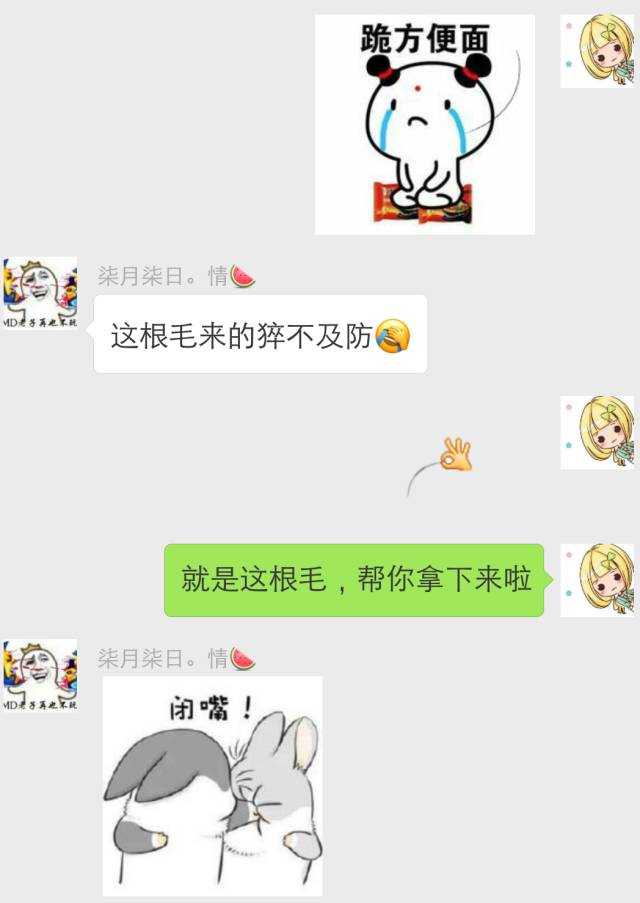 跪方便面
柒月柒日。情🍉
这根毛来的猝不及防🤣
就是这根毛，帮你拿下来啦
柒月柒日。情🍉
闭嘴！